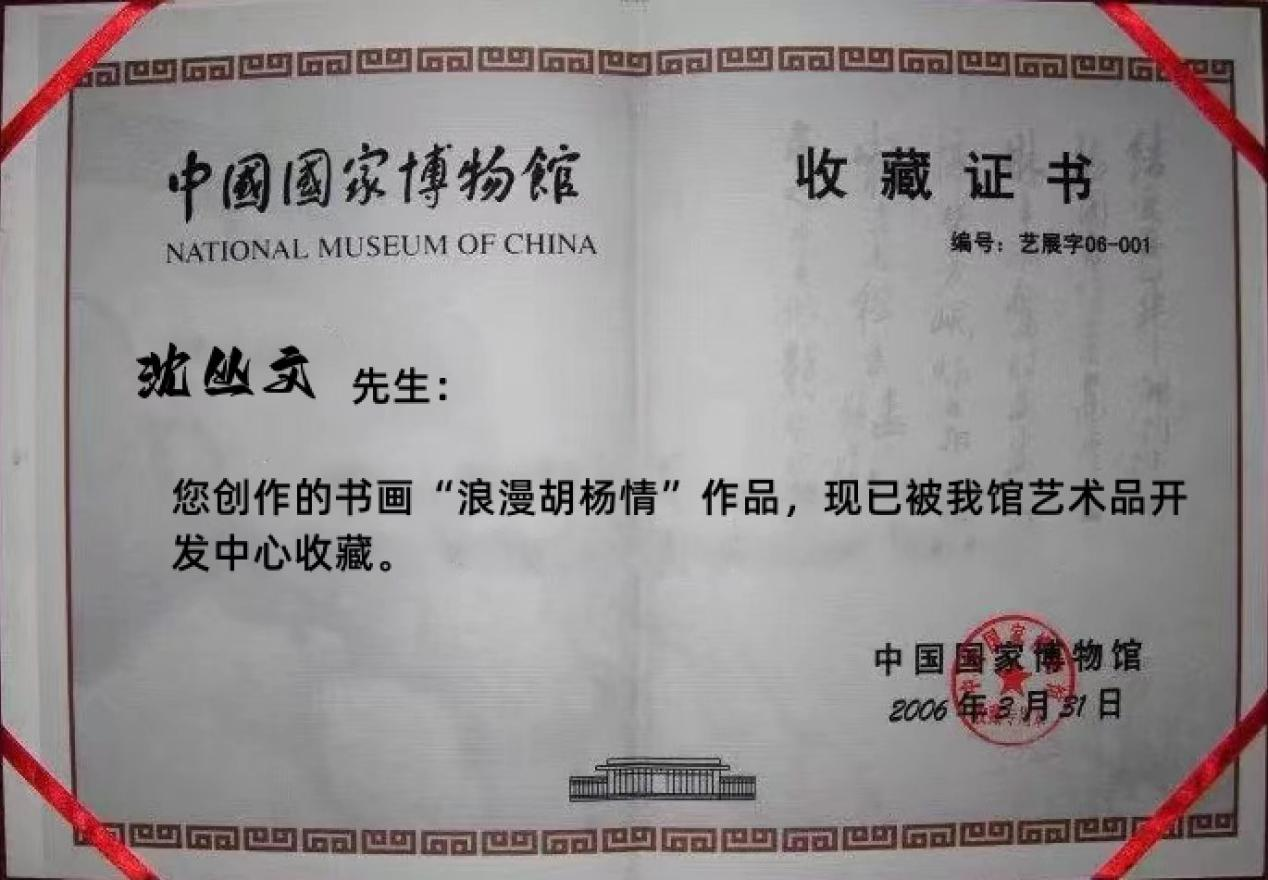 中國國家博物館
NATIONAL MUSEUM OF CHINA
收藏证书
编号：艺展字06-001
沈丛文 先生：
您创作的书画“浪漫胡杨情”作品，现已被我馆艺术品开
发中心收藏。
中国国家博物馆
2006年3月31日